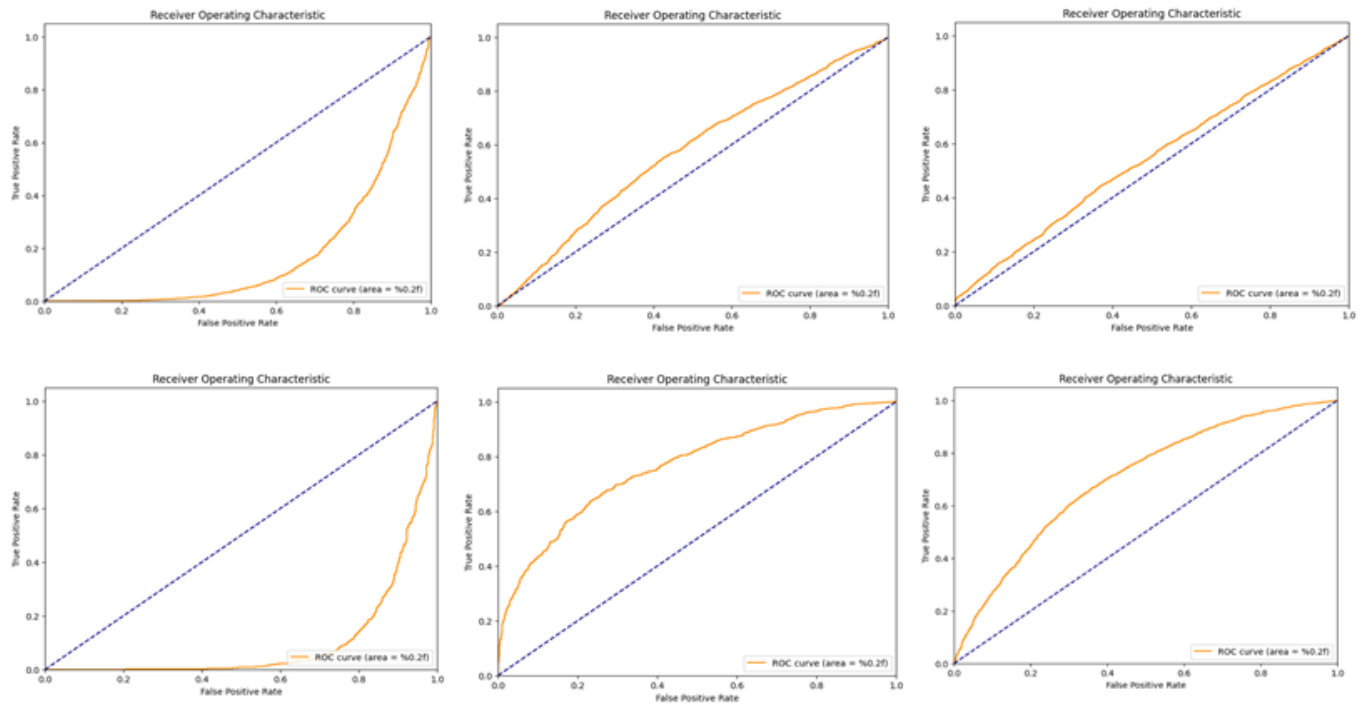 Receiver Operating Characteristic
1.0
0.8
0.6
0.4
0.2
0.0
True Positive Rate
ROC curve (area = %0.2f)
0.0 0.2 0.4 0.6 0.8 1.0
False Positive Rate
Receiver Operating Characteristic
1.0
0.8
0.6
0.4
0.2
0.0
True Positive Rate
ROC curve (area = %0.2f)
0.0 0.2 0.4 0.6 0.8 1.0
False Positive Rate
Receiver Operating Characteristic
1.0
0.8
0.6
0.4
0.2
0.0
True Positive Rate
ROC curve (area = %0.2f)
0.0 0.2 0.4 0.6 0.8 1.0
False Positive Rate
Receiver Operating Characteristic
1.0
0.8
0.6
0.4
0.2
0.0
True Positive Rate
ROC curve (area = %0.2f)
0.0 0.2 0.4 0.6 0.8 1.0
False Positive Rate
Receiver Operating Characteristic
1.0
0.8
0.6
0.4
0.2
0.0
True Positive Rate
ROC curve (area = %0.2f)
0.0 0.2 0.4 0.6 0.8 1.0
False Positive Rate
Receiver Operating Characteristic
1.0
0.8
0.6
0.4
0.2
0.0
True Positive Rate
ROC curve (area = %0.2f)
0.0 0.2 0.4 0.6 0.8 1.0
False Positive Rate